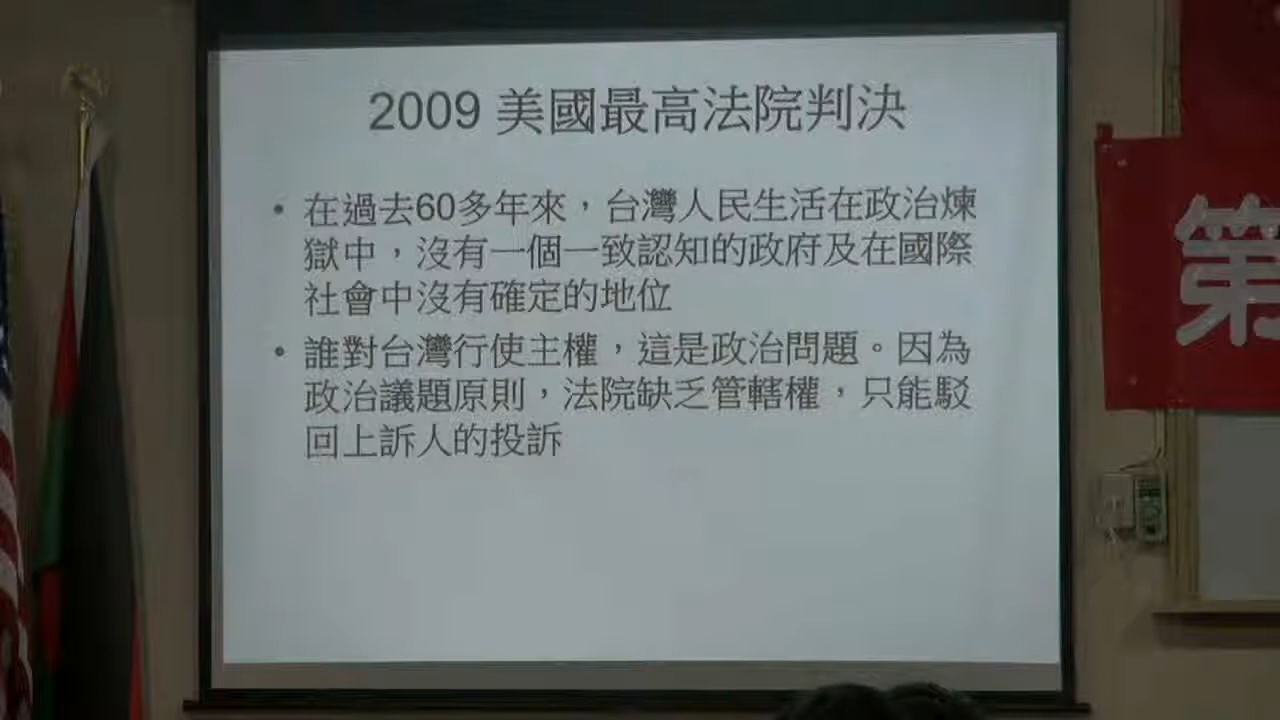 2009 美國最高法院判決
• 在過去60多年來，台灣人民生活在政治煉
獄中，沒有一個一致認知的政府及在國際
社會中沒有確定的地位
• 誰對台灣行使主權，這是政治問題。因為
政治議題原則，法院缺乏管轄權，只能駁
回上訴人的投訴
第